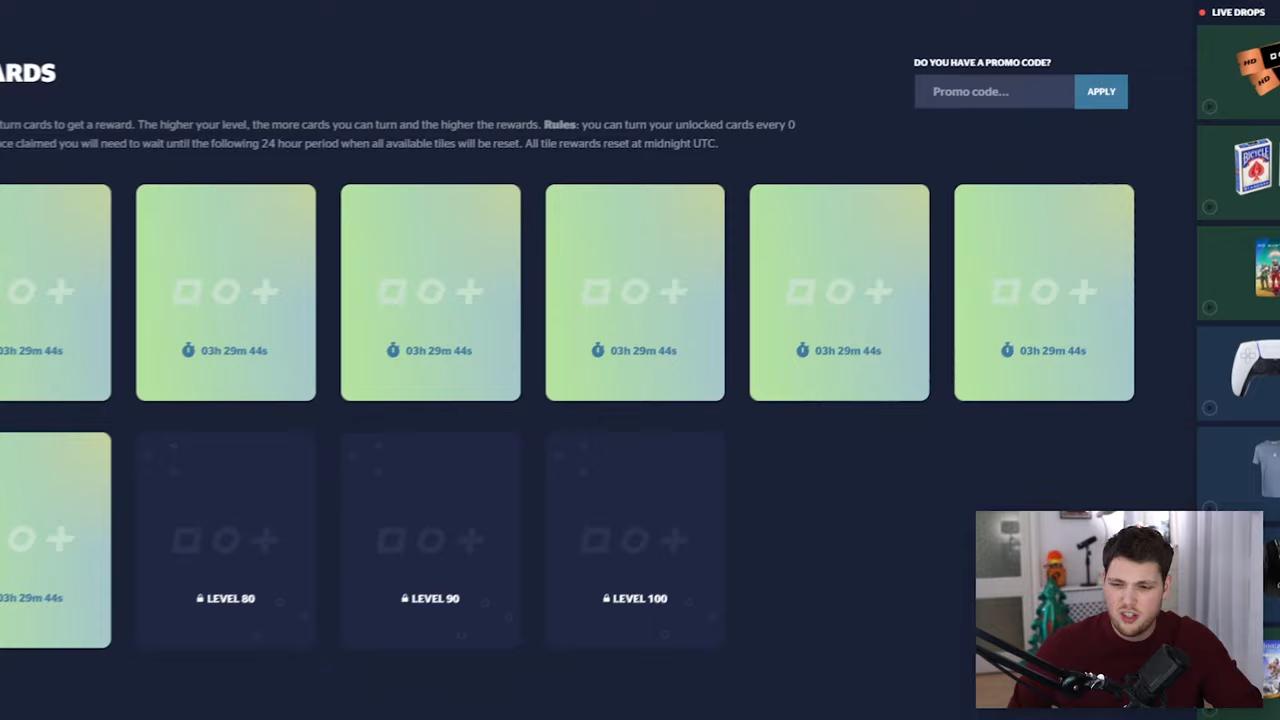 LIVE DROPS
ARDS
DO YOU HAVE A PROMO CODE?
Promo code...
APPLY
turn cards to get a reward. The higher your level, the more cards you can turn and the higher the rewards. Rules: you can turn your unlocked cards every 0
nce claimed you will need to wait until the following 24 hour period when all available tiles will be reset. All tile rewards reset at midnight UTC.
HD
HD
BICYCLE
03h 29m 44s
03h 29m 44s
03h 29m 44s
03h 29m 44s
03h 29m 44s
03h 29m 44s
03h 29m 44s
LEVEL 80
LEVEL 90
LEVEL 100